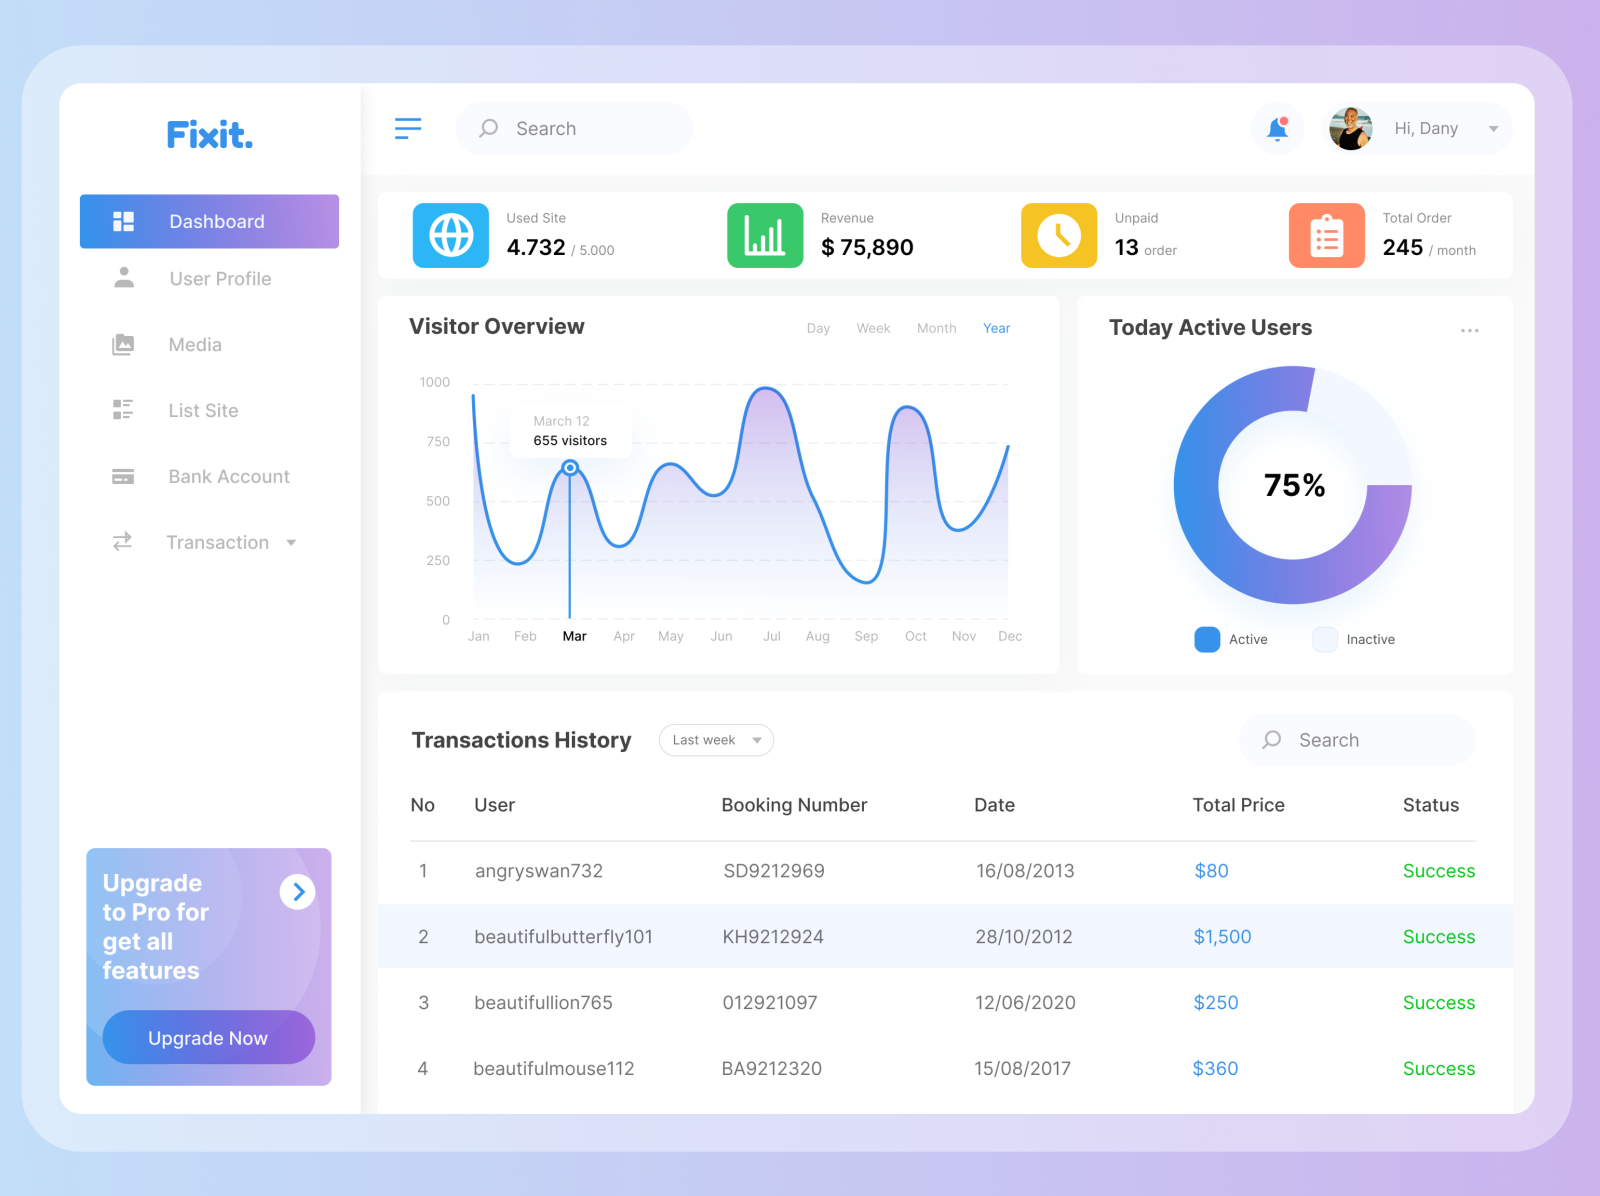 Fixit.
Dashboard
User Profile
Media
List Site
Bank Account
Transaction
Upgrade
to Pro for
get all
features
Upgrade Now
Search
Hi, Dany
Used Site
4.732 / 5.000
Revenue
$ 75,890
Unpaid
13 order
Total Order
245 / month
Visitor Overview
Day Week Month Year
1000
750
500
250
0
March 12
655 visitors
Jan Feb Mar Apr May Jun Jul Aug Sep Oct Nov Dec
Today Active Users
75%
Active Inactive
Transactions History Last week Search
No User Booking Number Date Total Price Status
1 angryswan732 SD9212969 16/08/2013 $80 Success
2 beautifulbutterfly101 KH9212924 28/10/2012 $1,500 Success
3 beautifullion765 012921097 12/06/2020 $250 Success
4 beautifulmouse112 BA9212320 15/08/2017 $360 Success